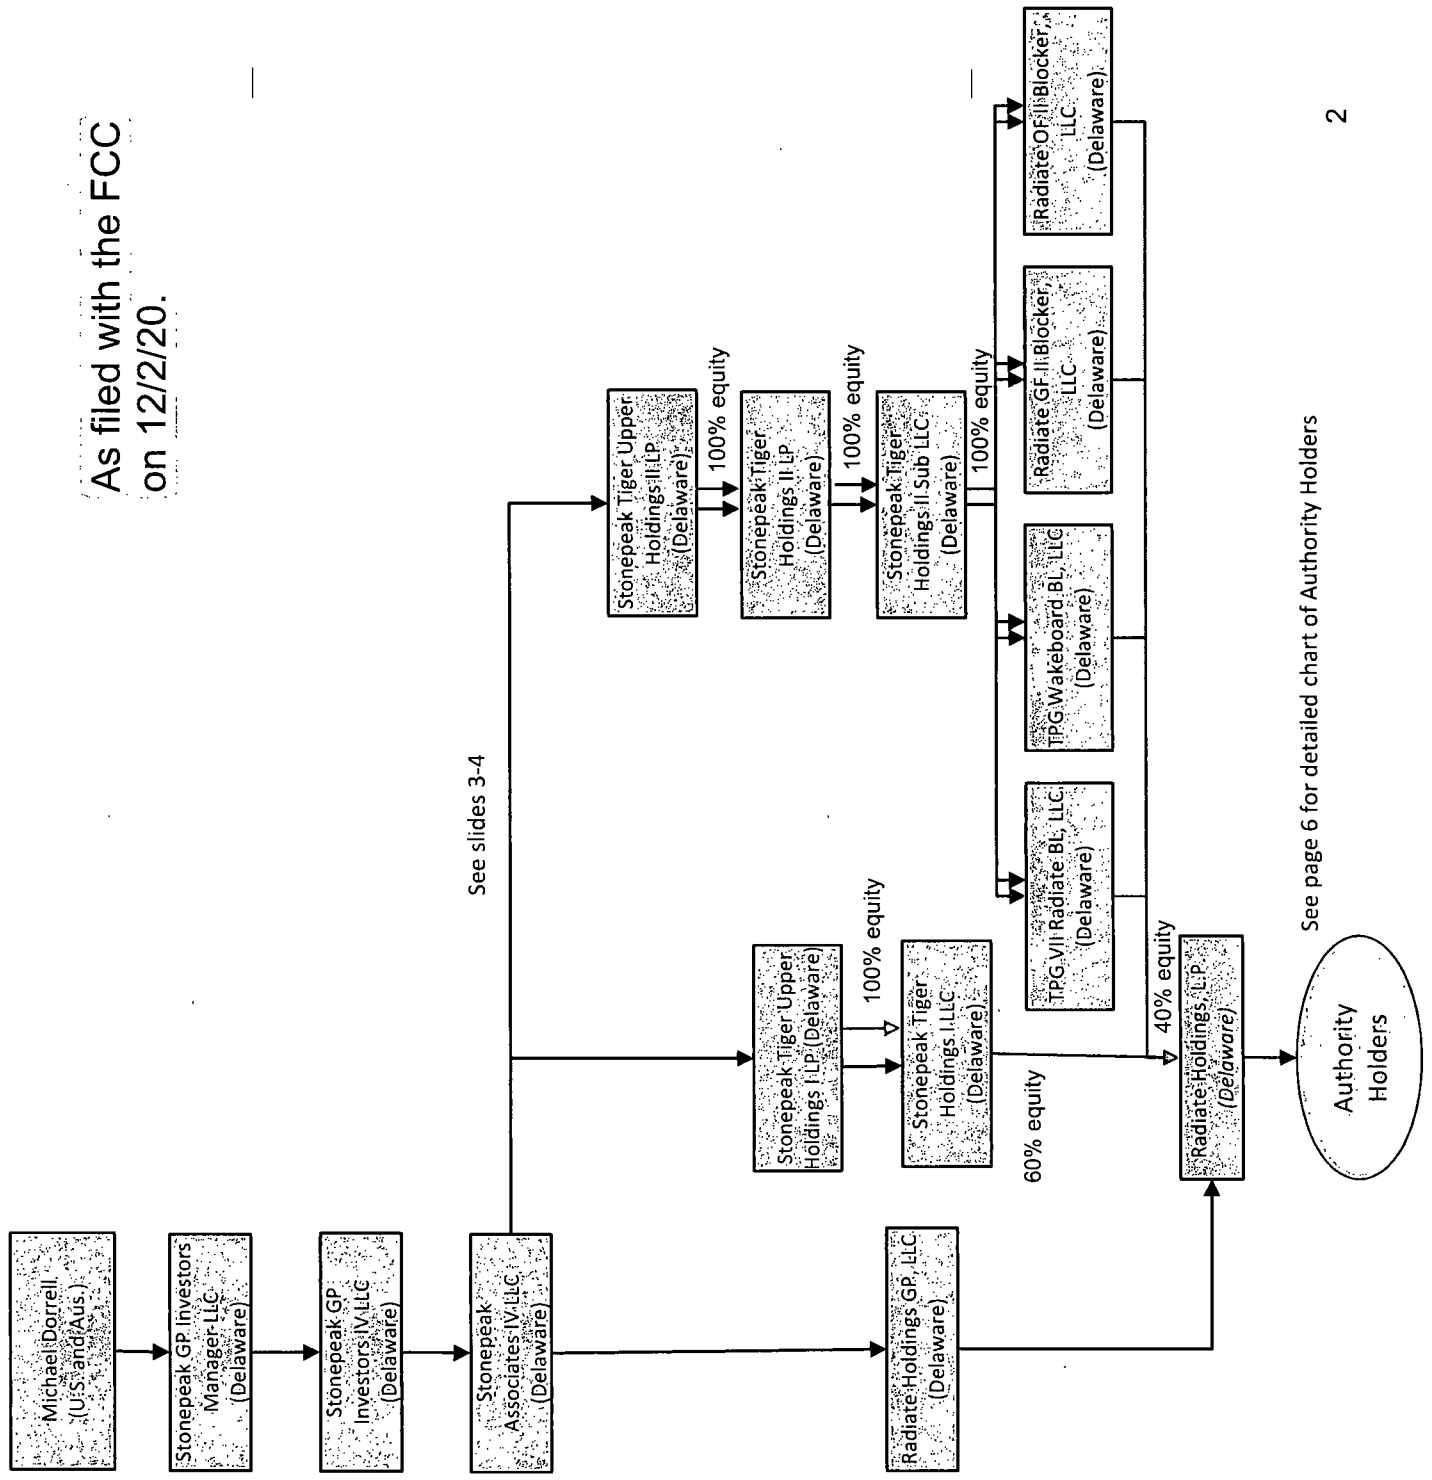 As filed with the FCC
on 12/2/20.
Michael Dorrell
(U.S. and Aus.)
Stonepeak GP Investors
Manager LLC
(Delaware)
Stonepeak GP
Investors IV LLC
(Delaware)
Stonepeak
Associates IV LLC
(Delaware)
See slides 3-4
Stonepeak Tiger Upper
Holdings II LP
(Delaware)
100% equity
Stonepeak Tiger
Holdings II LP
(Delaware)
100% equity
Stonepeak Tiger
Holdings II Sub LLC
(Delaware)
100% equity
Stonepeak Tiger Upper
Holdings I LP (Delaware)
100% equity
Stonepeak Tiger
Holdings I LLC
(Delaware)
60% equity
Radiate Holdings GP, LLC
(Delaware)
TPG VII Radiate BL, LLC
(Delaware)
TPG Wakeboard BL, LLC
(Delaware)
Radiate GF II Blocker,
LLC
(Delaware)
Radiate OF II Blocker,
LLC
(Delaware)
40% equity
Radiate Holdings, L.P.
(Delaware)
Authority
Holders
See page 6 for detailed chart of Authority Holders
2